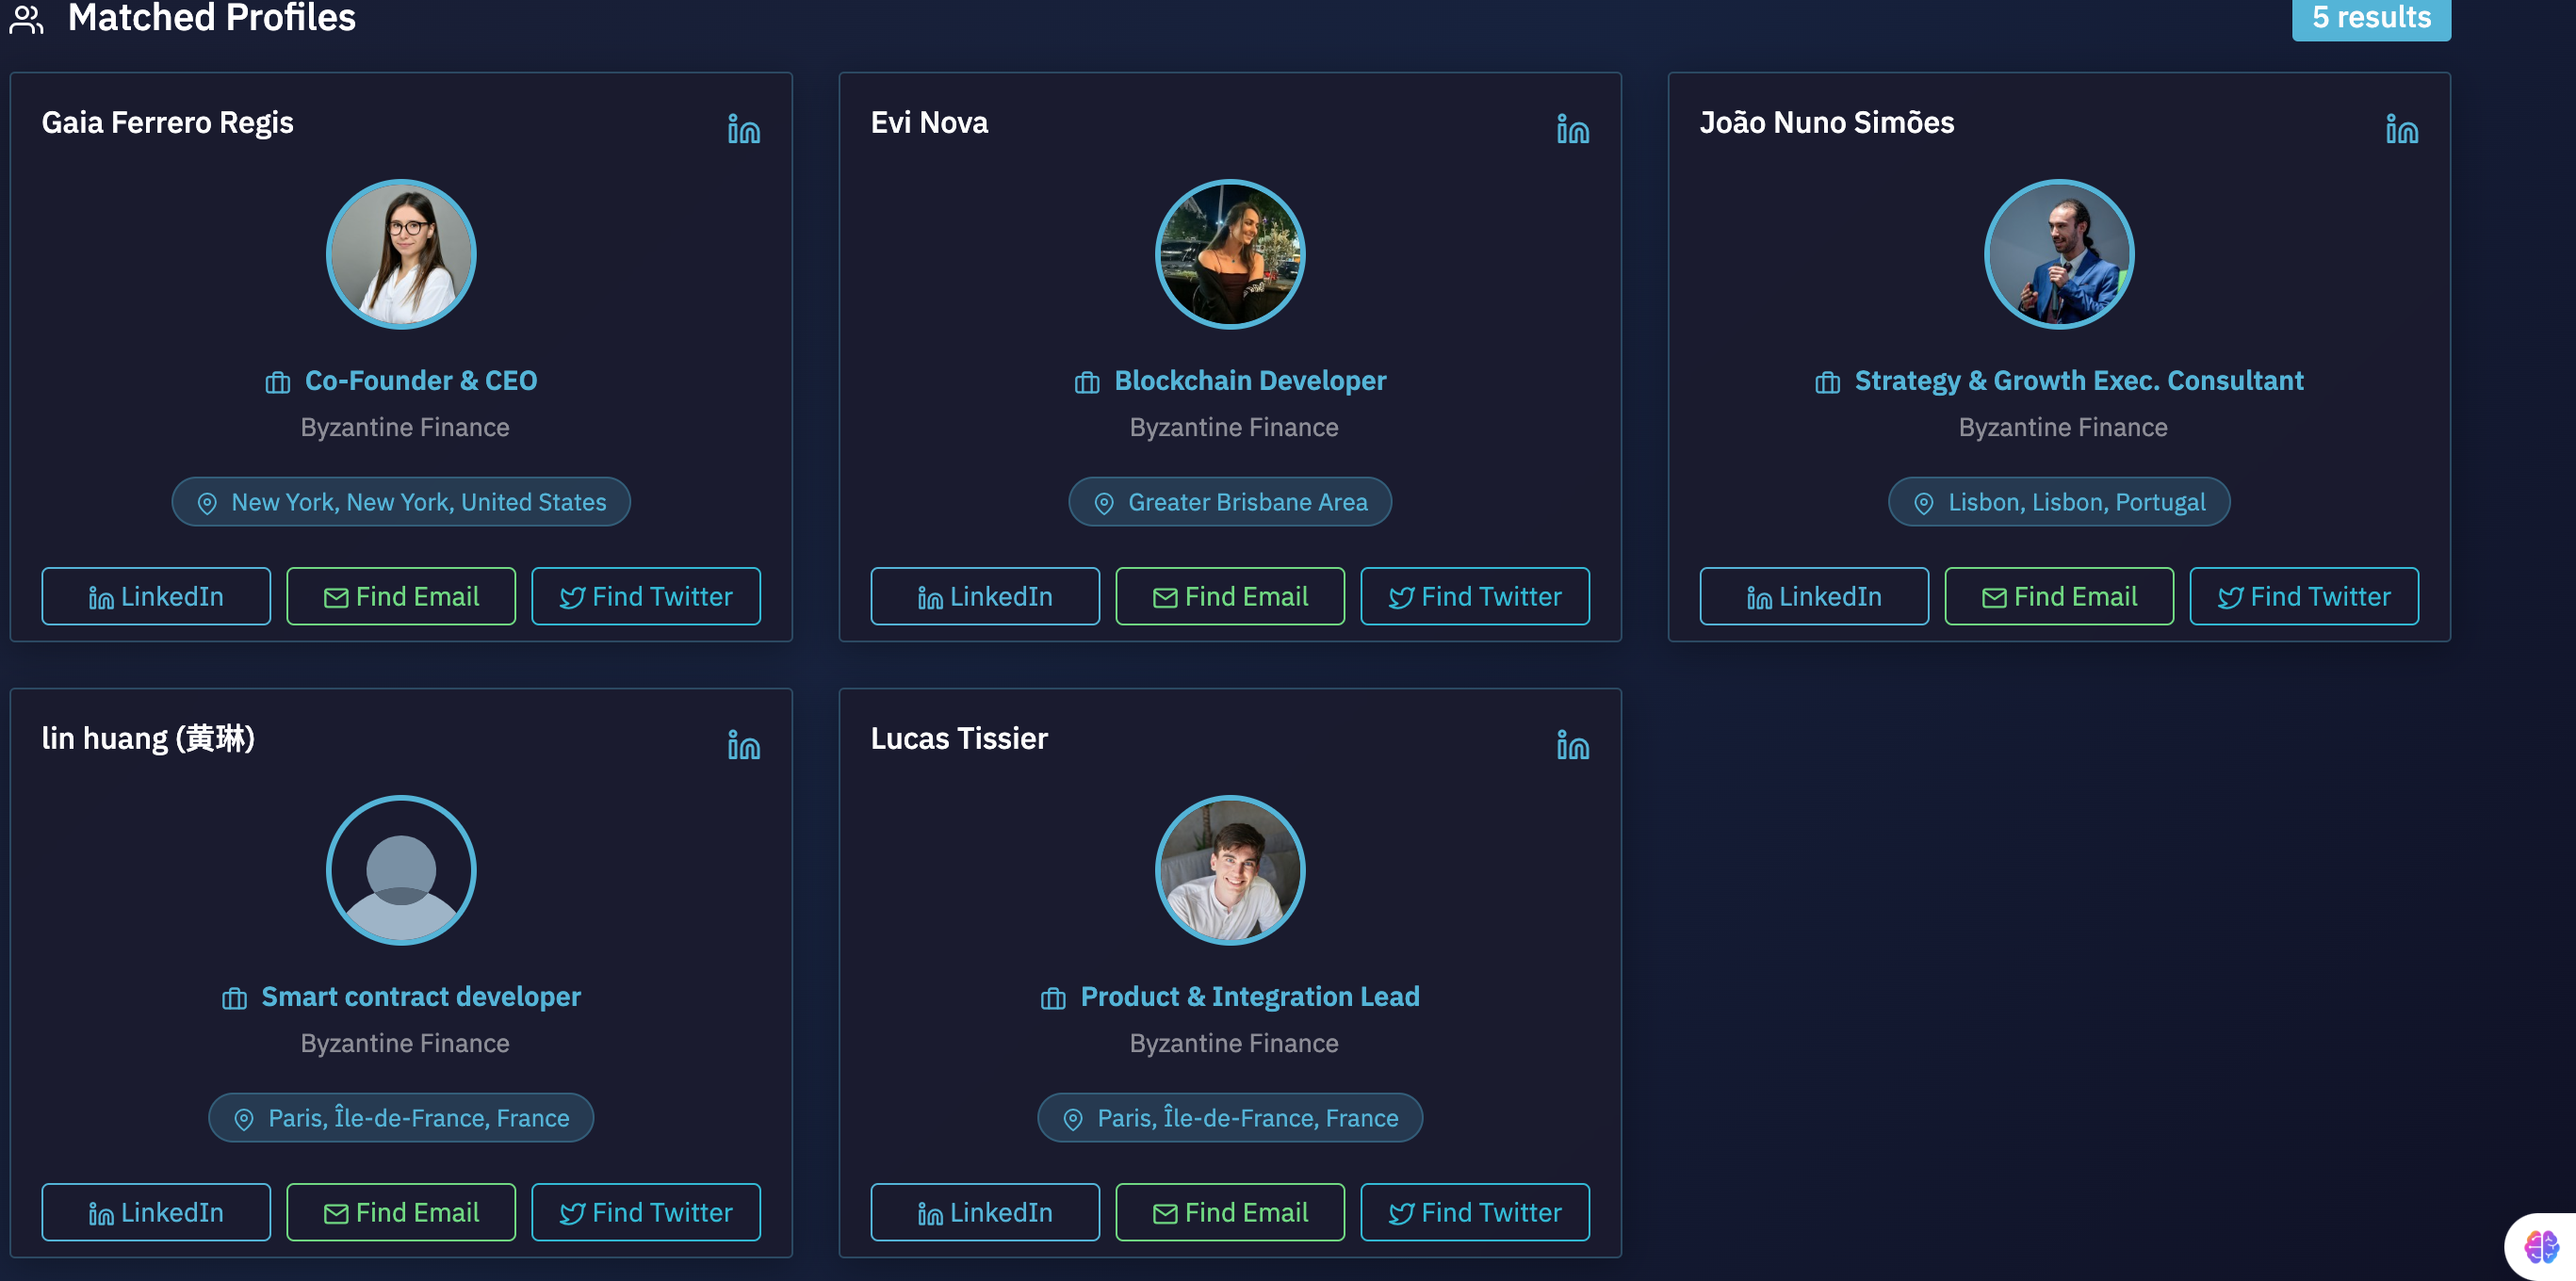 Matched Profiles
5 results
Gaia Ferrero Regis
Co-Founder & CEO
Byzantine Finance
New York, New York, United States
LinkedIn
Find Email
Find Twitter
Evi Nova
Blockchain Developer
Byzantine Finance
Greater Brisbane Area
LinkedIn
Find Email
Find Twitter
João Nuno Simões
Strategy & Growth Exec. Consultant
Byzantine Finance
Lisbon, Lisbon, Portugal
LinkedIn
Find Email
Find Twitter
lin huang (黄琳)
Smart contract developer
Byzantine Finance
Paris, Île-de-France, France
LinkedIn
Find Email
Find Twitter
Lucas Tissier
Product & Integration Lead
Byzantine Finance
Paris, Île-de-France, France
LinkedIn
Find Email
Find Twitter